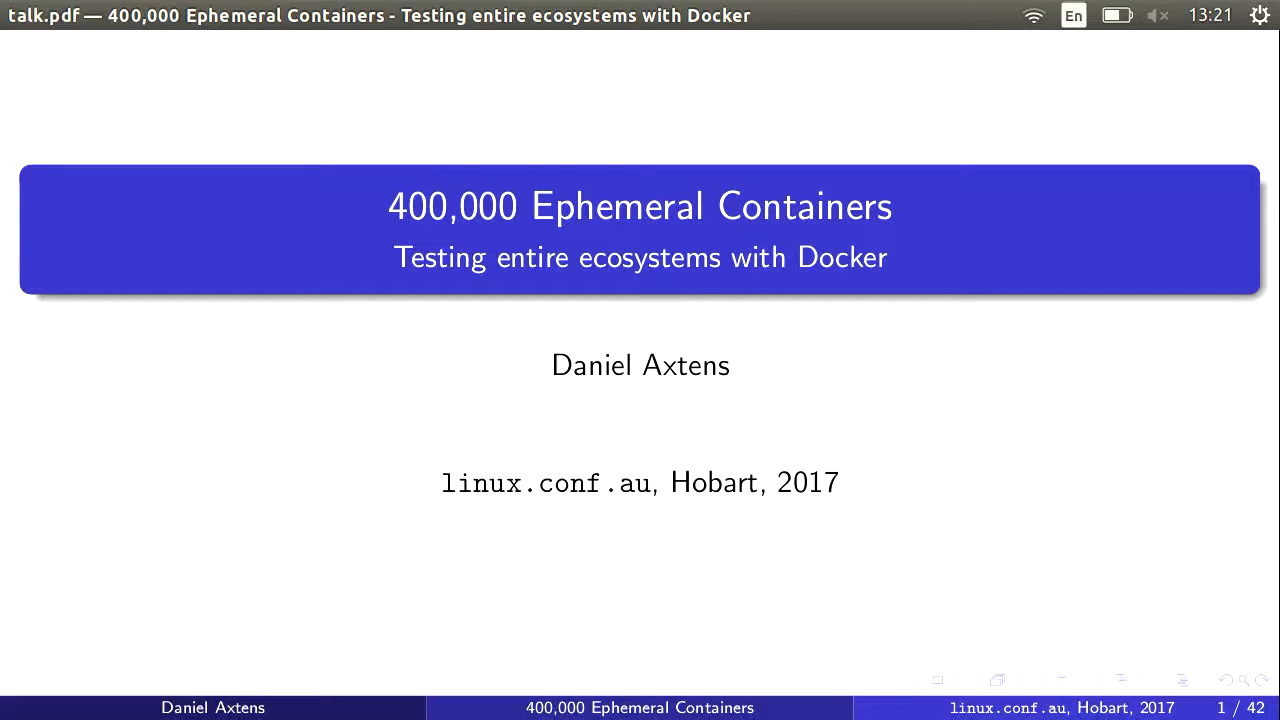 talk.pdf — 400,000 Ephemeral Containers - Testing entire ecosystems with Docker
En
13:21
400,000 Ephemeral Containers
Testing entire ecosystems with Docker
Daniel Axtens
linux.conf.au, Hobart, 2017
Daniel Axtens
400,000 Ephemeral Containers
linux.conf.au, Hobart, 2017
1 / 42